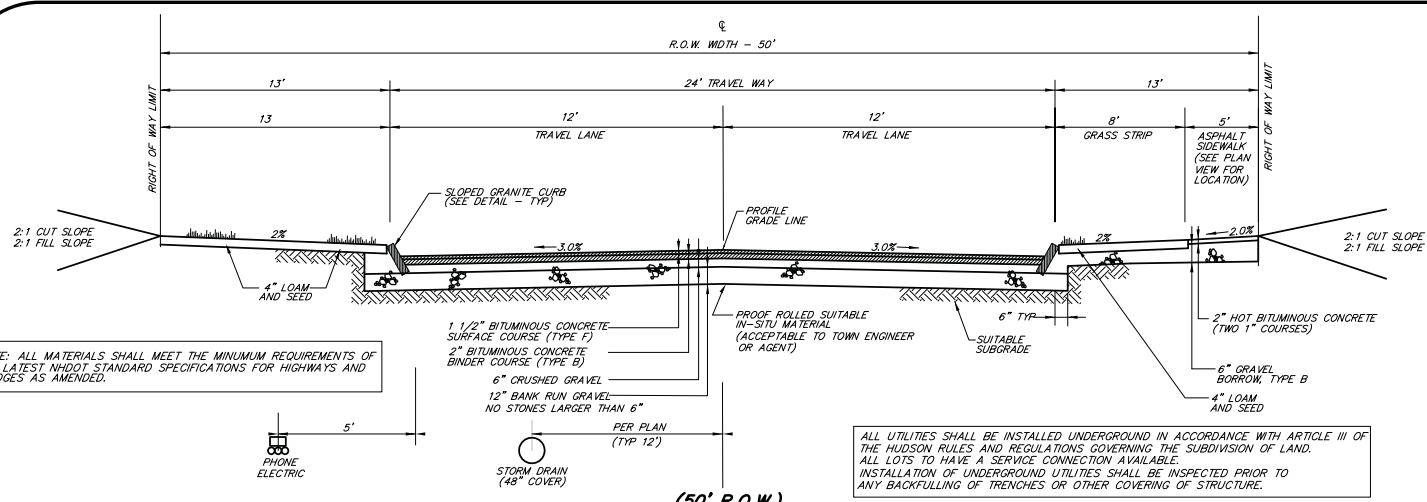 ℄
R.O.W. WIDTH - 50'
13'
24' TRAVEL WAY
13'
13
12'
TRAVEL LANE
12'
TRAVEL LANE
8'
GRASS STRIP
5'
ASPHALT
SIDEWALK
(SEE PLAN
VIEW FOR
LOCATION)
RIGHT OF WAY LIMIT
RIGHT OF WAY LIMIT
SLOPED GRANITE CURB
(SEE DETAIL - TYP)
PROFILE
GRADE LINE
2:1 CUT SLOPE
2:1 FILL SLOPE
2%
3.0%
3.0%
2%
2.0%
2:1 CUT SLOPE
2:1 FILL SLOPE
4" LOAM
AND SEED
1 1/2" BITUMINOUS CONCRETE
SURFACE COURSE (TYPE F)
2" BITUMINOUS CONCRETE
BINDER COURSE (TYPE B)
6" CRUSHED GRAVEL
12" BANK RUN GRAVEL
NO STONES LARGER THAN 6"
PROOF ROLLED SUITABLE
IN-SITU MATERIAL
(ACCEPTABLE TO TOWN ENGINEER
OR AGENT)
6" TYP
SUITABLE
SUBGRADE
2" HOT BITUMINOUS CONCRETE
(TWO 1" COURSES)
6" GRAVEL
BORROW, TYPE B
4" LOAM
AND SEED
E: ALL MATERIALS SHALL MEET THE MINUMUM REQUIREMENTS OF
LATEST NHDOT STANDARD SPECIFICATIONS FOR HIGHWAYS AND
DGES AS AMENDED.
5'
PHONE
ELECTRIC
PER PLAN
(TYP 12')
STORM DRAIN
(48" COVER)
ALL UTILITIES SHALL BE INSTALLED UNDERGROUND IN ACCORDANCE WITH ARTICLE III OF
THE HUDSON RULES AND REGULATIONS GOVERNING THE SUBDIVISION OF LAND.
ALL LOTS TO HAVE A SERVICE CONNECTION AVAILABLE.
INSTALLATION OF UNDERGROUND UTILITIES SHALL BE INSPECTED PRIOR TO
ANY BACKFULLING OF TRENCHES OR OTHER COVERING OF STRUCTURE.
(50' R.O.W.)